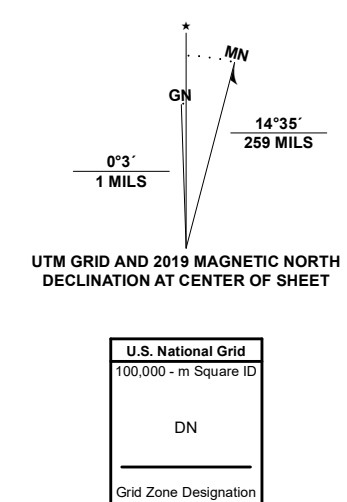 MN
GN
14°35´
259 MILS
0°3´
1 MILS
UTM GRID AND 2019 MAGNETIC NORTH
DECLINATION AT CENTER OF SHEET
U.S. National Grid
100,000 - m Square ID
DN
Grid Zone Designation